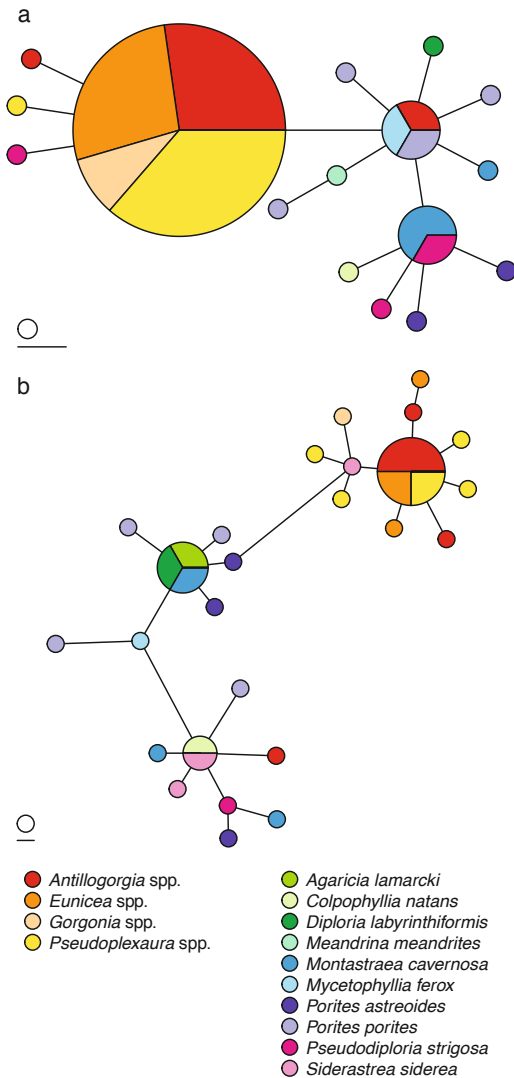 a
b
Antillogorgia spp.
Eunicea spp.
Gorgonia spp.
Pseudoplexaura spp.
Agaricia lamarcki
Colpophyllia natans
Diploria labyrinthiformis
Meandrina meandrites
Montastraea cavernosa
Mycetophyllia ferox
Porites astreoides
Porites porites
Pseudodiploria strigosa
Siderastrea siderea